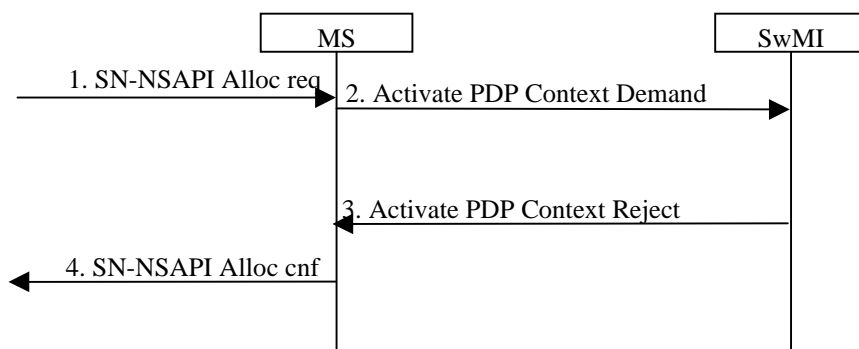 MS
SwMI
1. SN-NSAPI Alloc req
2. Activate PDP Context Demand
3. Activate PDP Context Reject
4. SN-NSAPI Alloc cnf